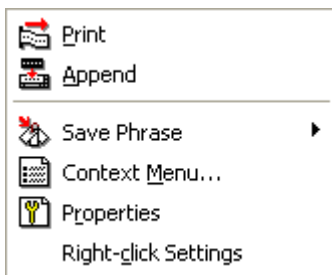 Print
Append
Save Phrase
Context Menu...
Properties
Right-click Settings